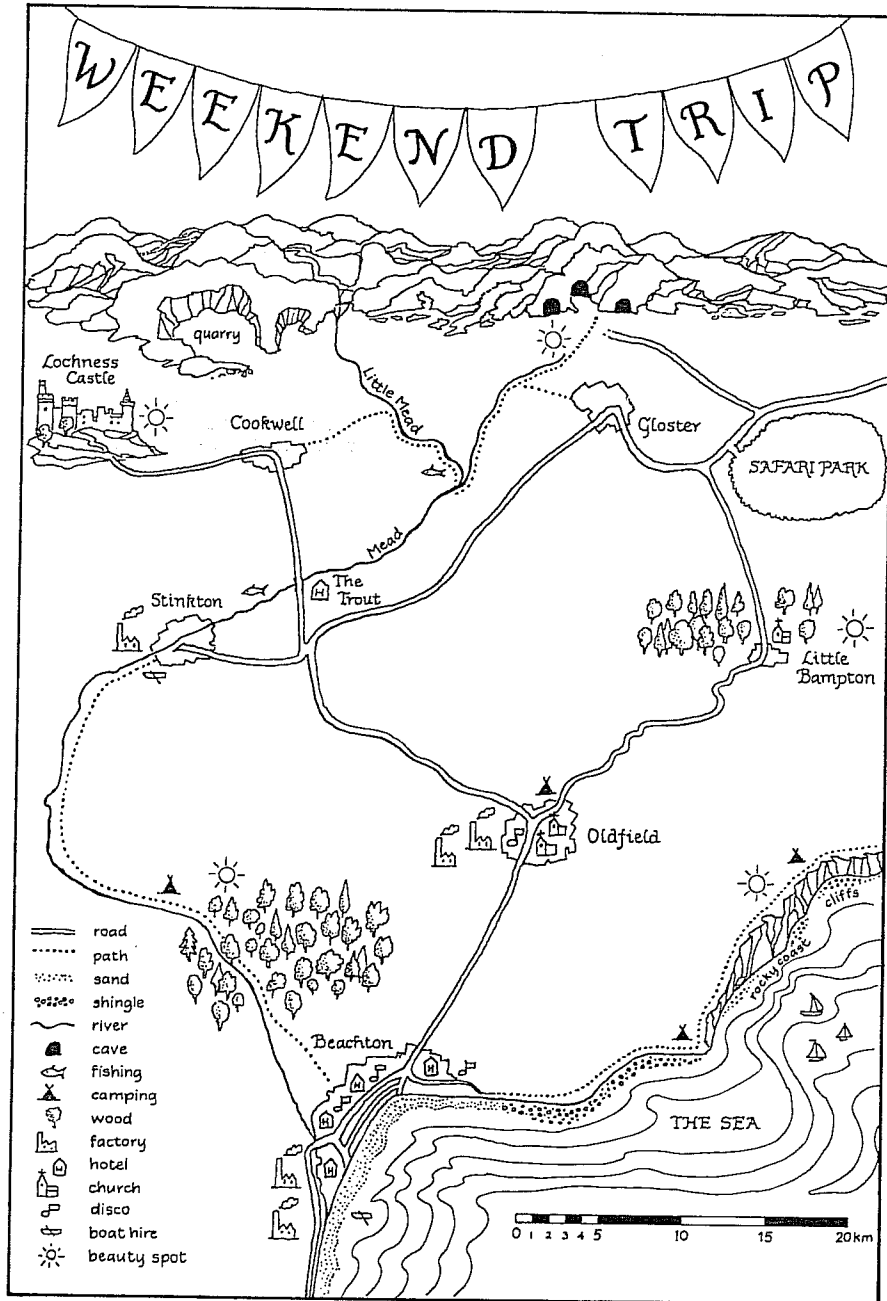 WEEKEND TRIP
quarry
Lochness
Castle
Little Mead
Cookwell
Gloster
SAFARI PARK
Mead
The
Trout
Stinkton
Little
Bampton
Oldfield
cliffs
rocky coast
road
path
sand
shingle
river
cave
fishing
camping
wood
factory
hotel
church
disco
boat hire
beauty spot
Beachton
H
H
H
H
H
THE SEA
0 1 2 3 4 5 10 15 20 km